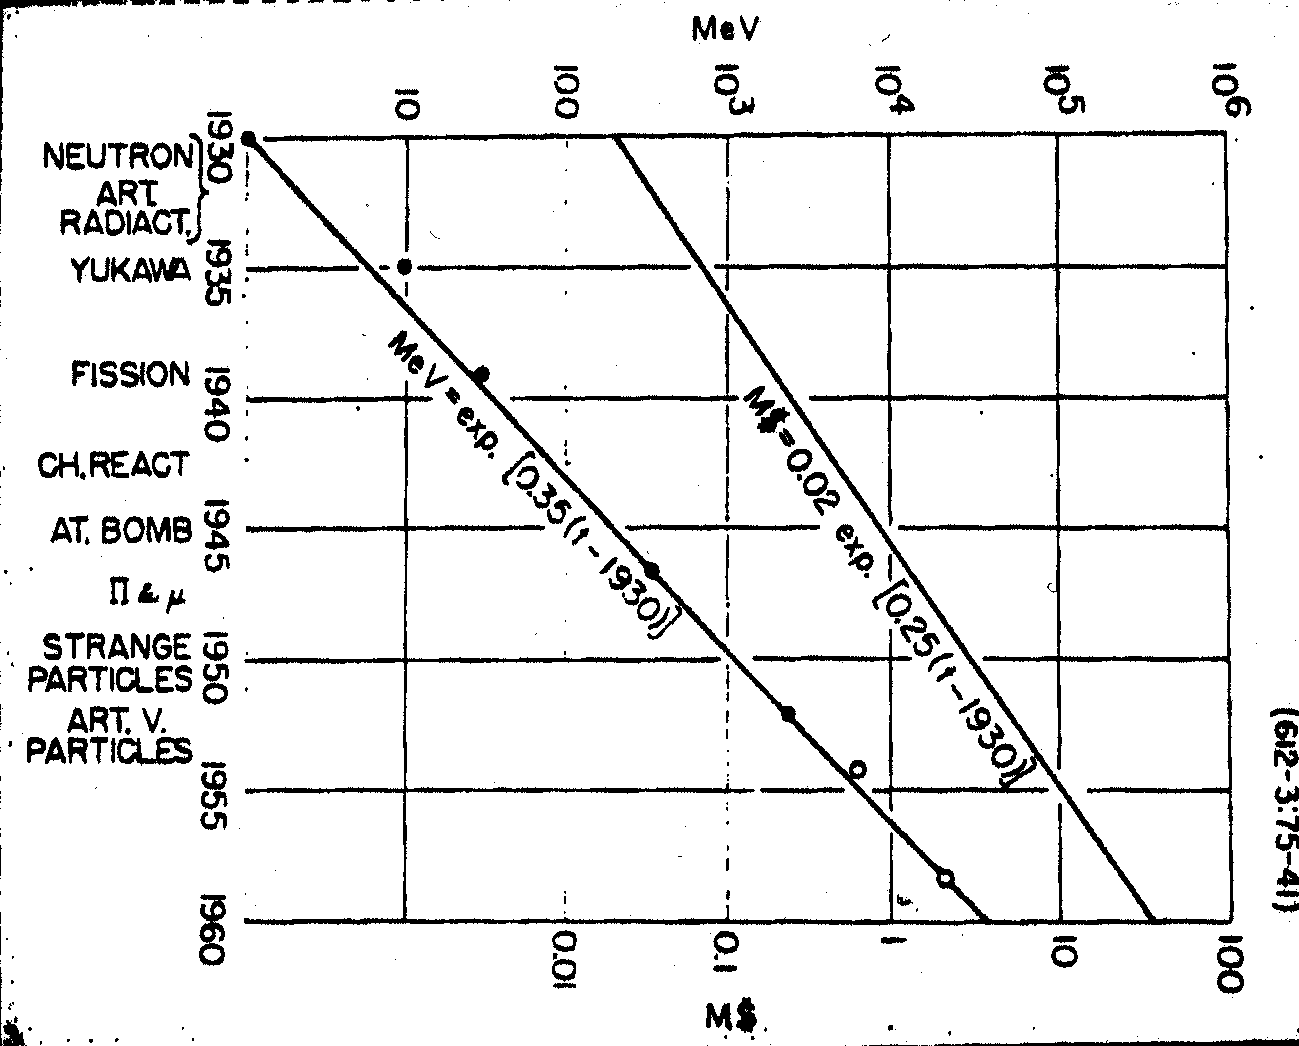 MeV
10
100
10³
10⁴
10⁵
10⁶
1930
NEUTRON
ART.
RADIACT.
1935
YUKAWA
FISSION
1940
CH. REACT
1945
AT. BOMB
Π & μ
STRANGE
PARTICLES
1950
ART. V.
PARTICLES
1955
1960
MeV = exp. [0.35(t-1930)]
M$ = 0.02 exp. [0.25(t-1930)]
0.01
0.1
1
10
100
M$
(612-3:75-41)